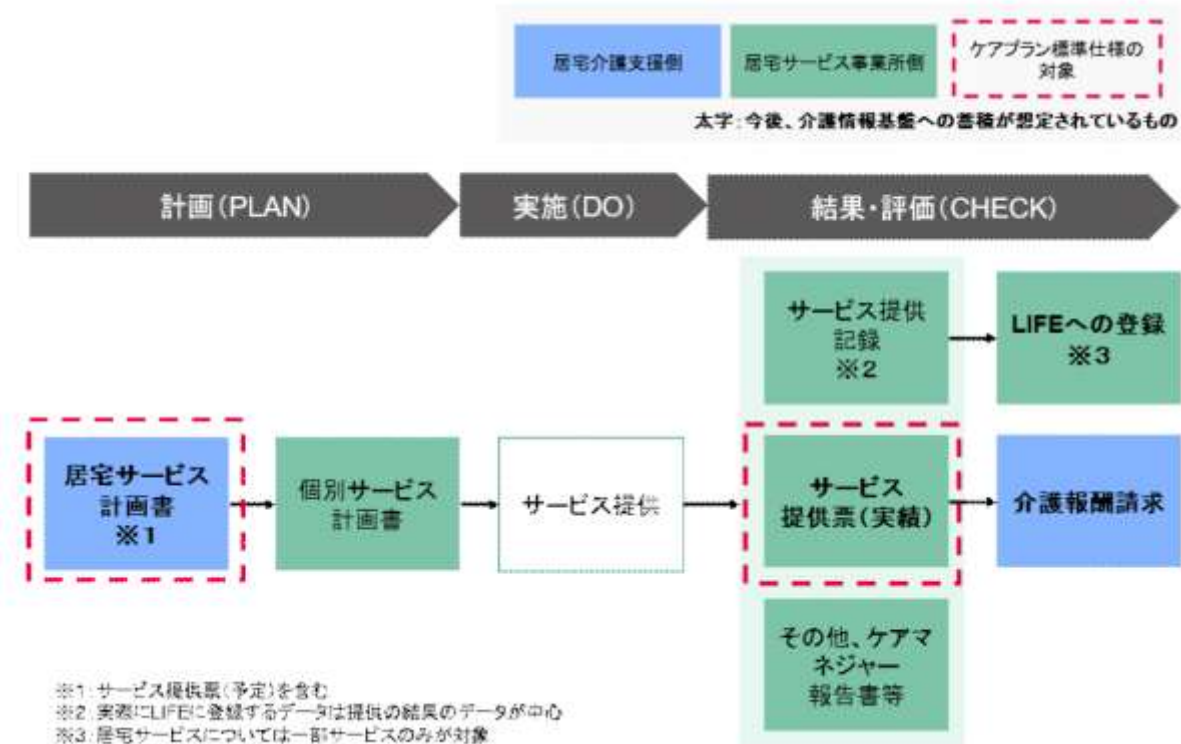 居宅介護支援側
居宅サービス事業所側
ケアプラン標準仕様の
対象
太字:今後、介護情報基盤への蓄積が想定されているもの
計画(PLAN)
実施(DO)
結果・評価(CHECK)
サービス提供
記録
※2
LIFEへの登録
※3
居宅サービス
計画書
※1
個別サービス
計画書
サービス提供
サービス
提供票(実績)
介護報酬請求
その他、ケアマ
ネジャー
報告書等
※1:サービス提供票(予定)を含む
※2:実際にLIFEに登録するデータは提供の結果のデータが中心
※3:居宅サービスについては一部サービスのみが対象